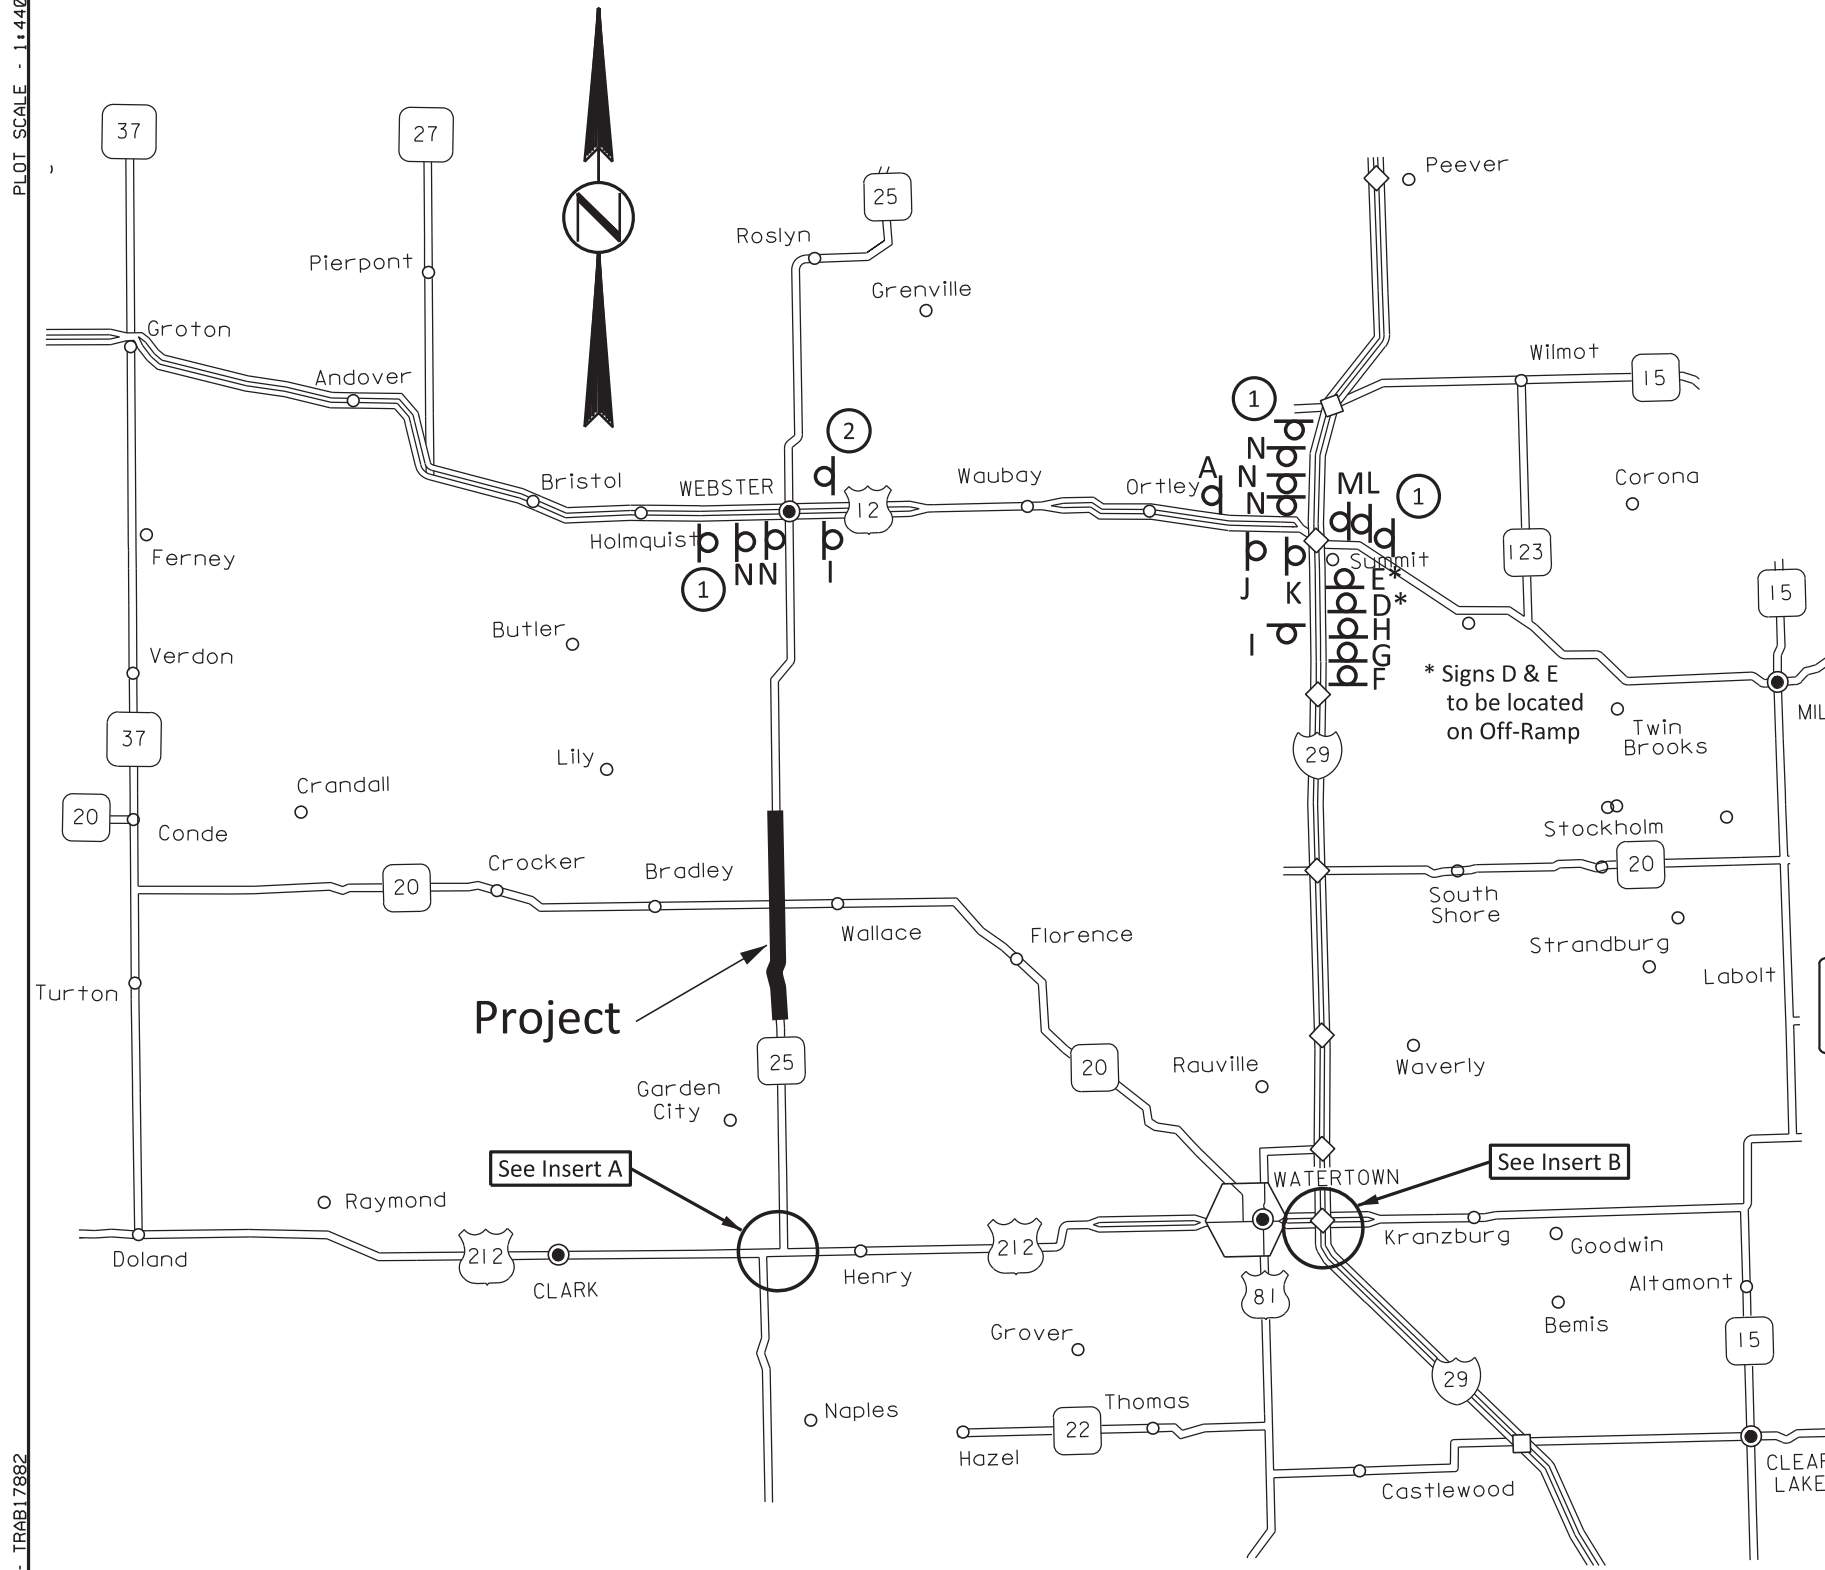 PLOT SCALE - 1:440
- TRAB17882
37
27
N
25
Peever
Roslyn
Pierpont
Grenville
Groton
Andover
Wilmot
15
1
2
N
A
N
N
M L
1
Bristol
WEBSTER
12
Waubay
Ortley
Corona
Holmquist
N N
I
1
J
K
Summit
E*
D*
H
G
F
I
123
15
Ferney
Butler
Verdon
* Signs D & E
to be located
on Off-Ramp
MIL
Twin
Brooks
37
29
Lily
Crandall
20
Conde
Stockholm
20
Crocker
Bradley
20
South
Shore
Wallace
Florence
Strandburg
Labolt
Turton
Project
25
20
Rauville
Waverly
Garden
City
See Insert A
See Insert B
WATERTOWN
Raymond
Doland
212
CLARK
Henry
212
Kranzburg
Goodwin
Altamont
81
Bemis
Grover
15
29
Naples
Thomas
22
Hazel
Castlewood
CLEAR
LAKE